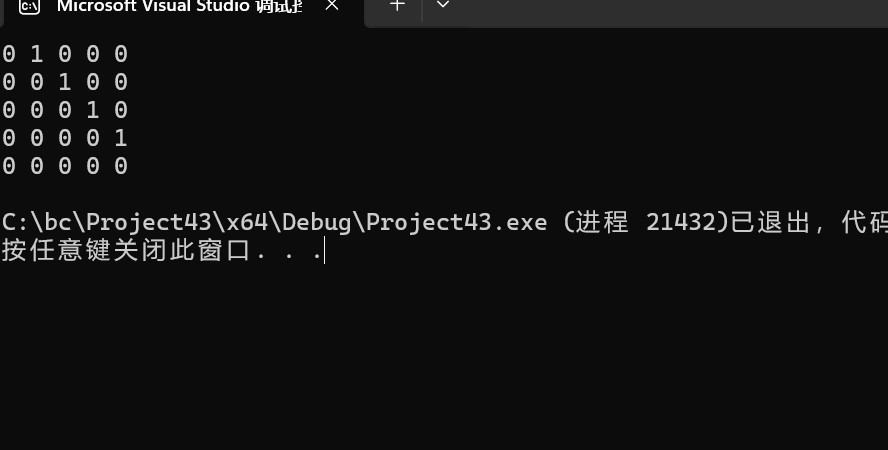 Microsoft Visual Studio 调试
0 1 0 0 0
0 0 1 0 0
0 0 0 1 0
0 0 0 0 1
0 0 0 0 0
C:\bc\Project43\x64\Debug\Project43.exe (进程 21432)已退出，代码
按任意键关闭此窗口. . .